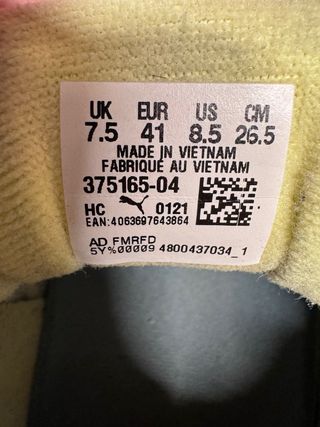 UK EUR US CM
7.5 41 8.5 26.5
MADE IN VIETNAM
FABRIQUÉ AU VIETNAM
375165-04
HC 0121
EAN:4063697643864
AD FMRFD
SY%00009 4800437034_1